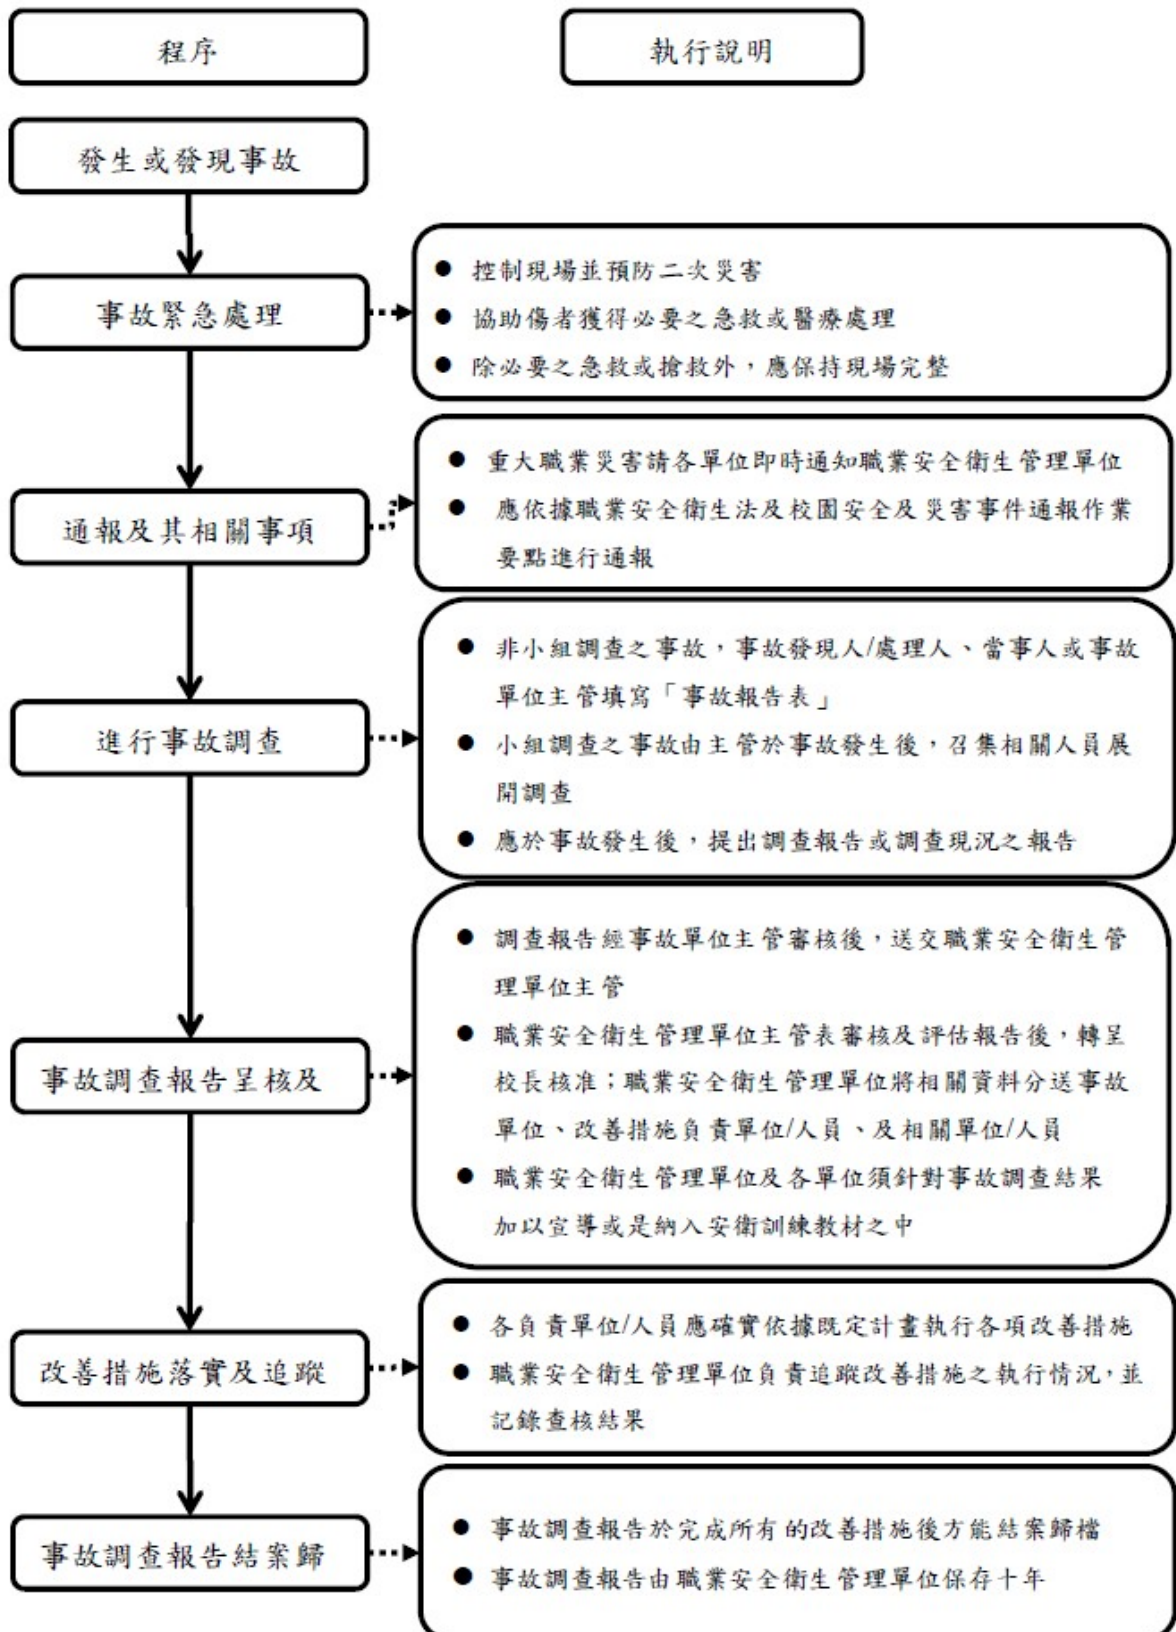 程序
執行說明
發生或發現事故
事故緊急處理
● 控制現場並預防二次災害
● 協助傷者獲得必要之急救或醫療處理
● 除必要之急救或搶救外，應保持現場完整
通報及其相關事項
● 重大職業災害請各單位即時通知職業安全衛生管理單位
● 應依據職業安全衛生法及校園安全及災害事件通報作業
要點進行通報
進行事故調查
● 非小組調查之事故，事故發現人/處理人、當事人或事故
單位主管填寫「事故報告表」
● 小組調查之事故由主管於事故發生後，召集相關人員展
開調查
● 應於事故發生後，提出調查報告或調查現況之報告
事故調查報告呈核及
● 調查報告經事故單位主管審核後，送交職業安全衛生管
理單位主管
● 職業安全衛生管理單位主管表審核及評估報告後，轉呈
校長核准；職業安全衛生管理單位將相關資料分送事故
單位、改善措施負責單位/人員、及相關單位/人員
● 職業安全衛生管理單位及各單位須針對事故調查結果
加以宣導或是納入安衛訓練教材之中
改善措施落實及追蹤
● 各負責單位/人員應確實依據既定計畫執行各項改善措施
● 職業安全衛生管理單位負責追蹤改善措施之執行情況，並
記錄查核結果
事故調查報告結案歸
● 事故調查報告於完成所有的改善措施後方能結案歸檔
● 事故調查報告由職業安全衛生管理單位保存十年